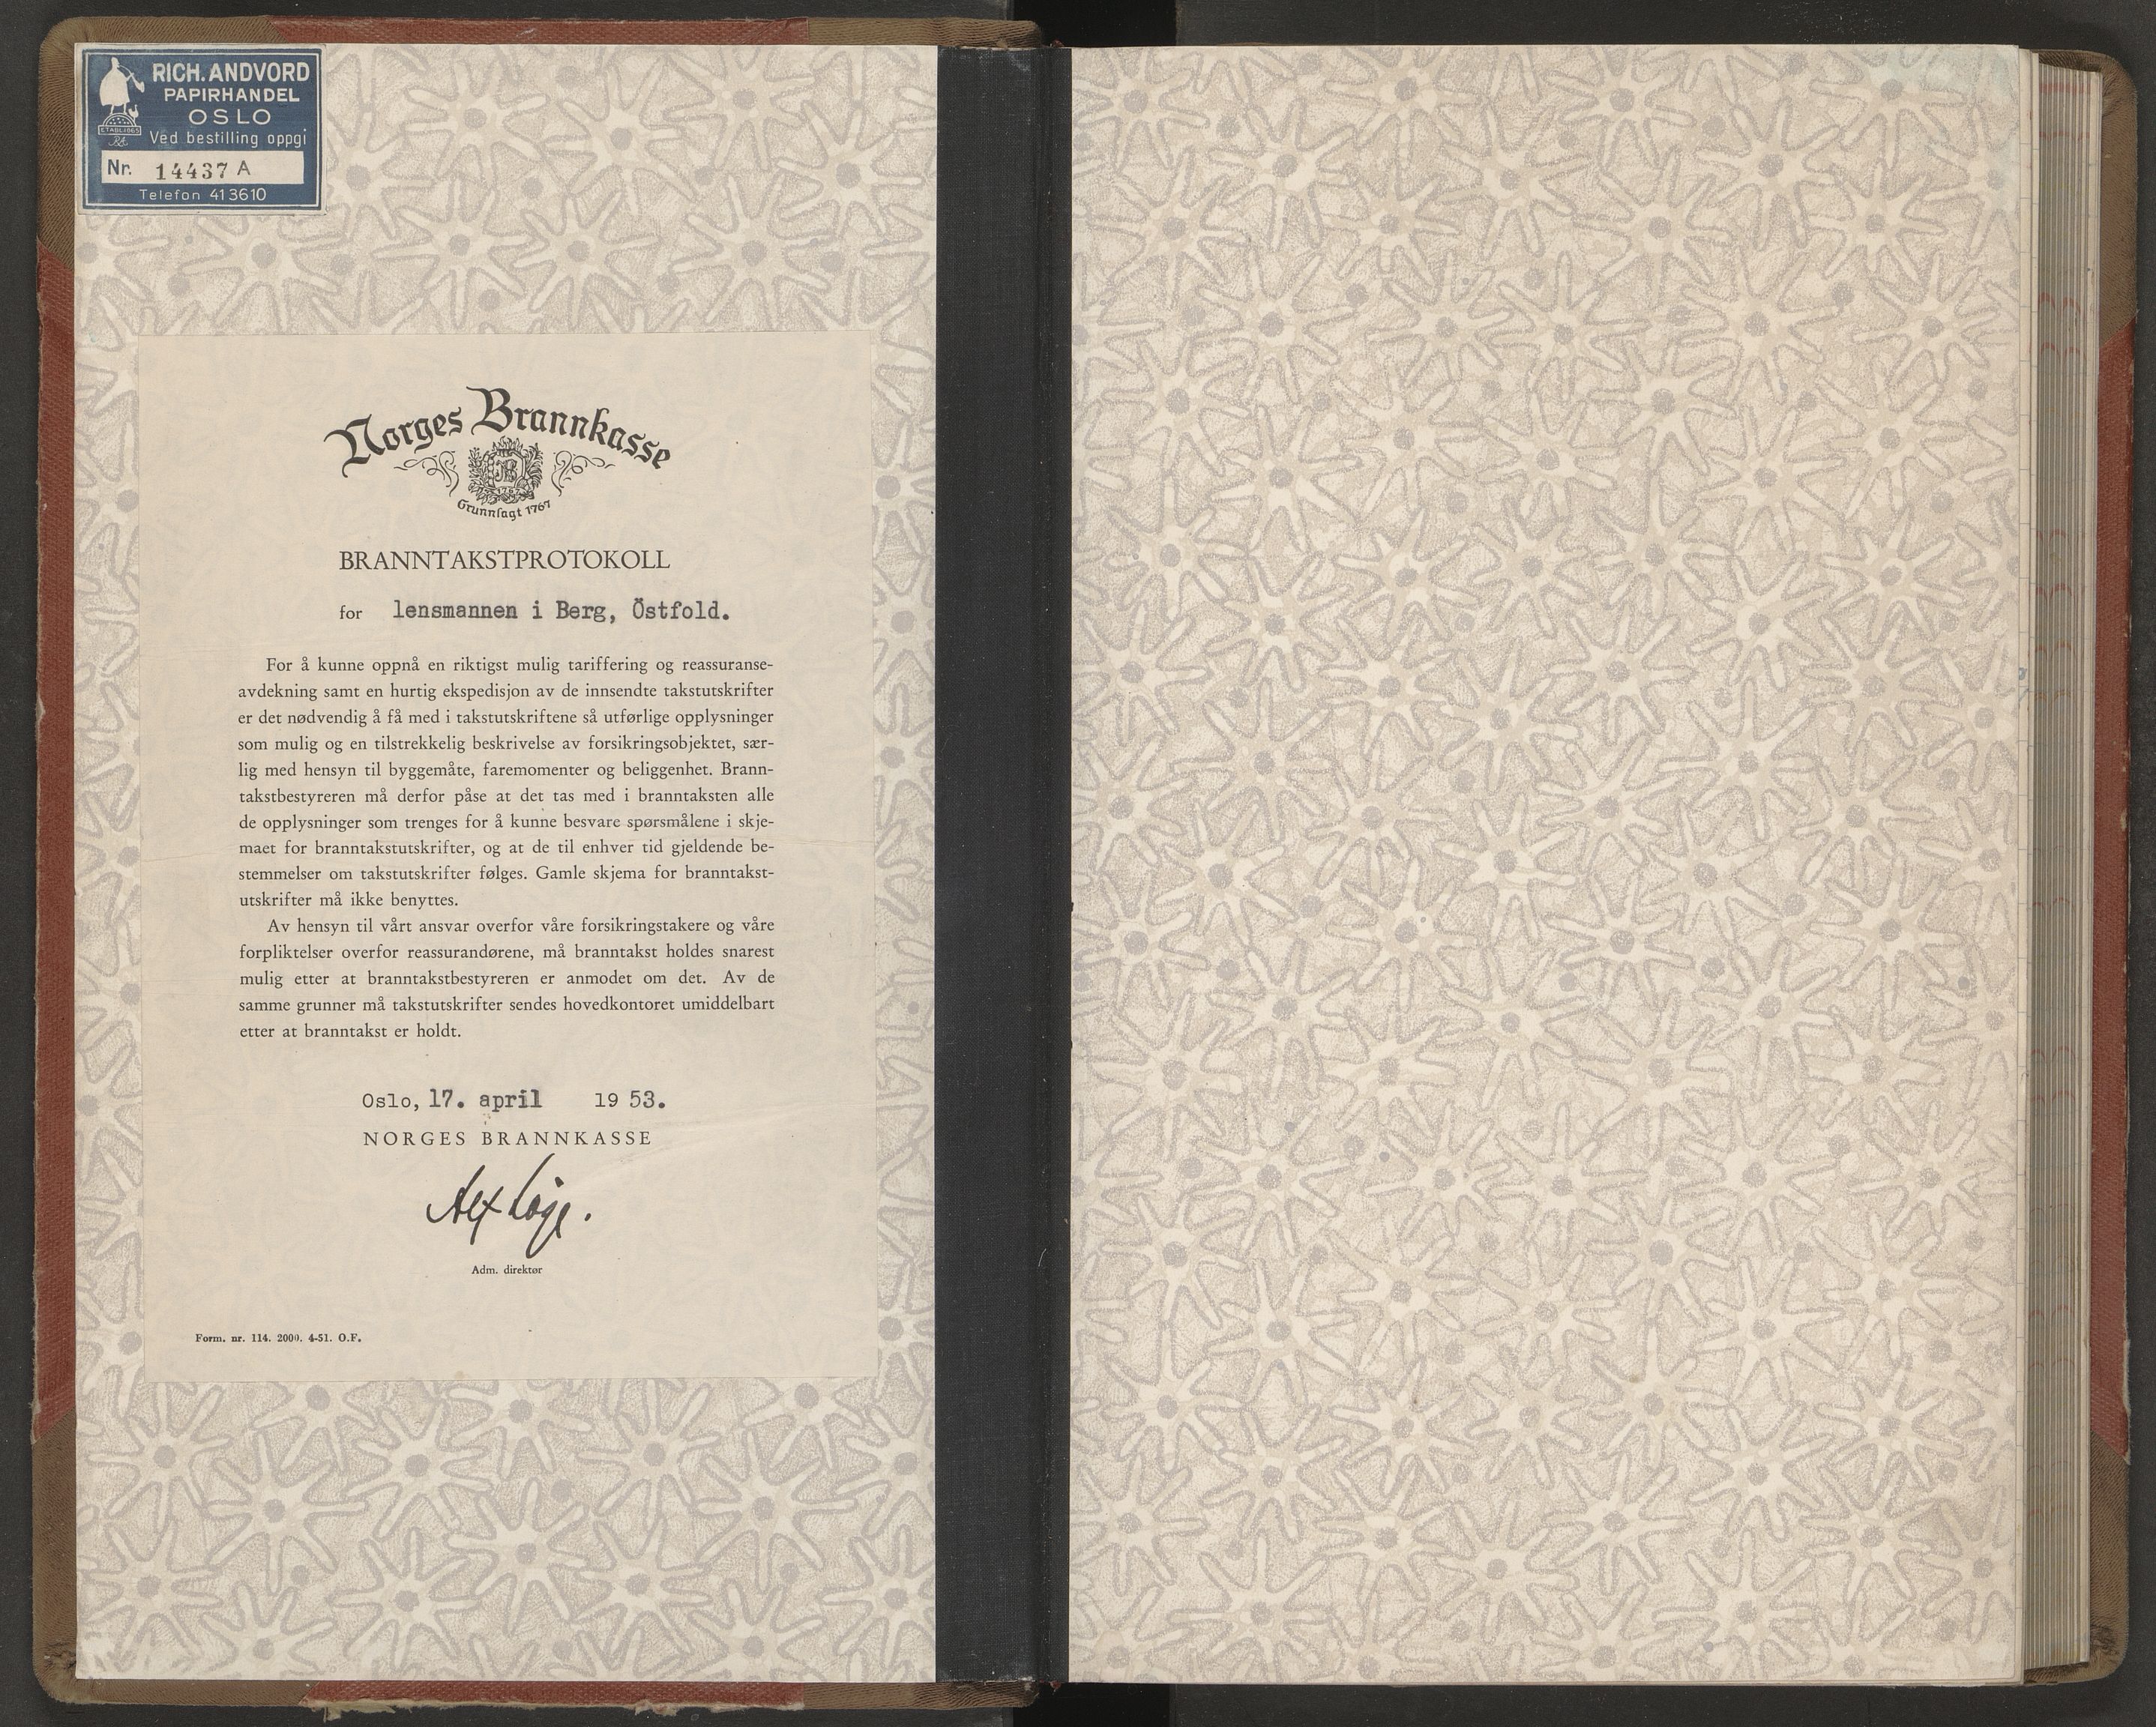 RICH. ANDVORD
PAPIRHANDEL
OSLO
ETABL. 1865
Ved bestilling oppgi
Nr. 14437 A
Telefon 413610
Norges Brannkasse
Grunnlagt 1767
BRANNTAKSTPROTOKOLL
for lensmannen i Berg, Östfold.
For å kunne oppnå en riktigst mulig tariffering og reassuranse-
avdekning samt en hurtig ekspedisjon av de innsendte takstutskrifter
er det nødvendig å få med i takstutskriftene så utførlige opplysninger
som mulig og en tilstrekkelig beskrivelse av forsikringsobjektet, sær-
lig med hensyn til byggemåte, faremomenter og beliggenhet. Brann-
takstbestyreren må derfor påse at det tas med i branntaksten alle
de opplysninger som trenges for å kunne besvare spørsmålene i skje-
maet for branntakstutskrifter, og at de til enhver tid gjeldende be-
stemmelser om takstutskrifter følges. Gamle skjema for branntakst-
utskrifter må ikke benyttes.
Av hensyn til vårt ansvar overfor våre forsikringstakere og våre
forpliktelser overfor reassurandørene, må branntakst holdes snarest
mulig etter at branntakstbestyreren er anmodet om det. Av de
samme grunner må takstutskrifter sendes hovedkontoret umiddelbart
etter at branntakst er holdt.
Oslo, 17. april 19 53.
NORGES BRANNKASSE
Adm. direktør
Form. nr. 114. 2000. 4-51. O.F.